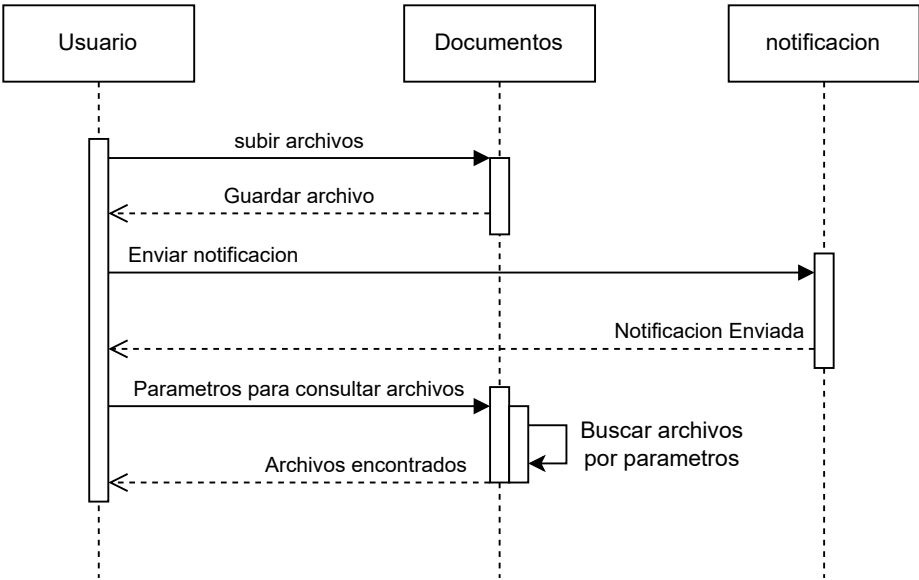 Usuario
Documentos
notificacion
subir archivos
Guardar archivo
Enviar notificacion
Notificacion Enviada
Parametros para consultar archivos
Buscar archivos
por parametros
Archivos encontrados